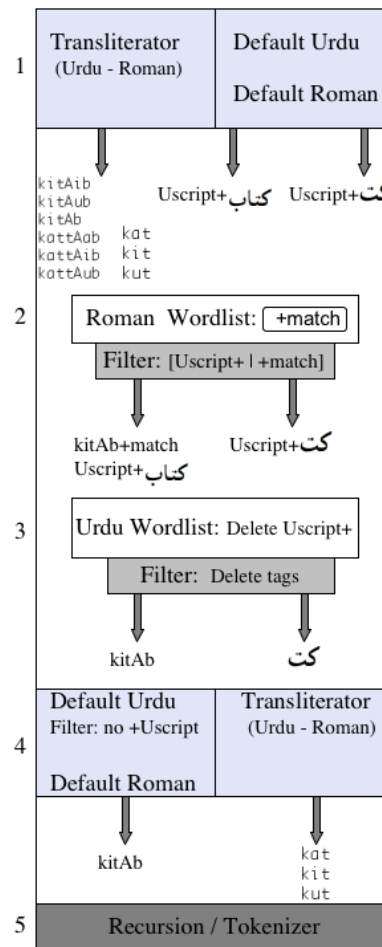 1
Transliterator
(Urdu - Roman)
Default Urdu
Default Roman
kitAib
kitAub
kitAb
kattAab
kattAib
kattAub
kat
kit
kut
Uscript+کتاب
Uscript+کت
2
Roman Wordlist: +match
Filter: [Uscript+ | +match]
kitAb+match
Uscript+کتاب
Uscript+کت
3
Urdu Wordlist: Delete Uscript+
Filter: Delete tags
kitAb
کت
4
Default Urdu
Filter: no +Uscript
Default Roman
Transliterator
(Urdu - Roman)
kitAb
kat
kit
kut
5
Recursion / Tokenizer